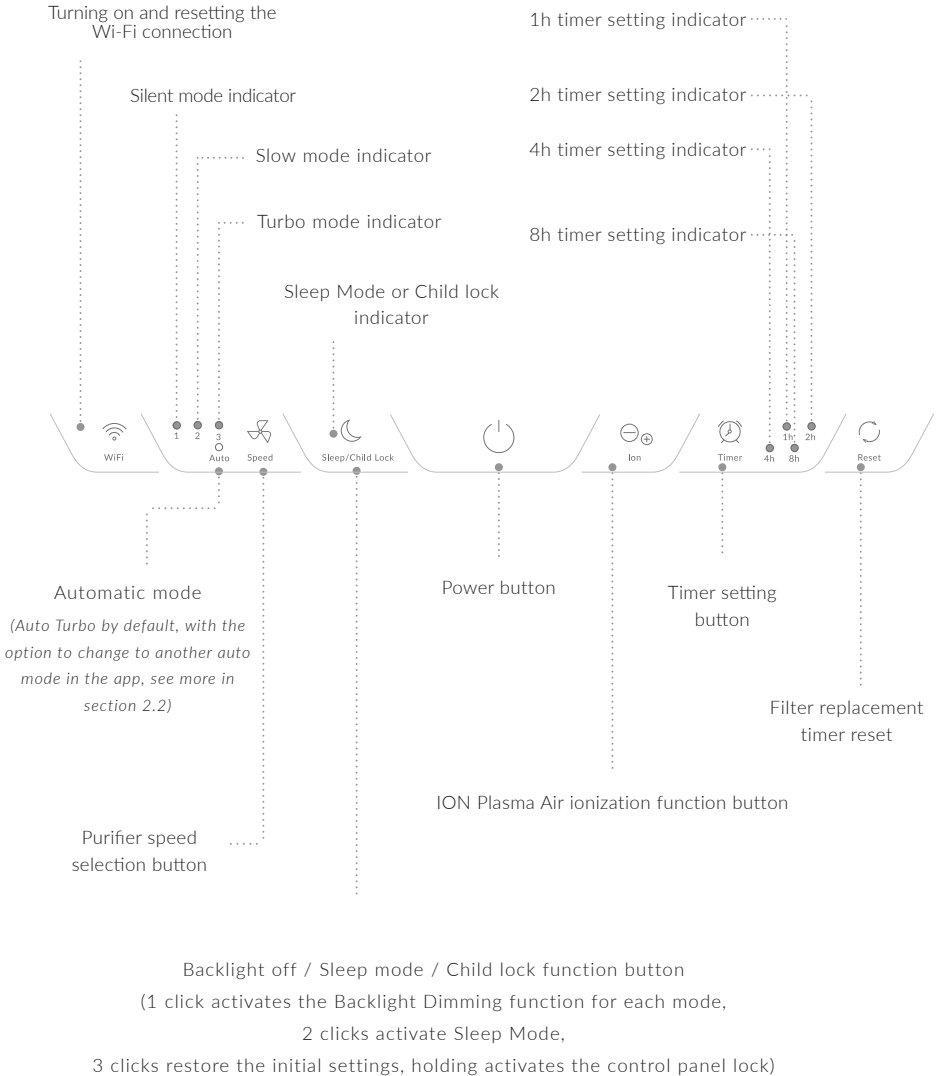 Turning on and resetting the
Wi-Fi connection
1h timer setting indicator
Silent mode indicator
2h timer setting indicator
Slow mode indicator
4h timer setting indicator
Turbo mode indicator
8h timer setting indicator
Sleep Mode or Child lock
indicator
WiFi
1
2
3
Auto
Speed
Sleep/Child Lock
Ion
Timer
1h
2h
4h
8h
Reset
Automatic mode
(Auto Turbo by default, with the
option to change to another auto
mode in the app, see more in
section 2.2)
Power button
Timer setting
button
Filter replacement
timer reset
ION Plasma Air ionization function button
Purifier speed
selection button
Backlight off / Sleep mode / Child lock function button
(1 click activates the Backlight Dimming function for each mode,
2 clicks activate Sleep Mode,
3 clicks restore the initial settings, holding activates the control panel lock)